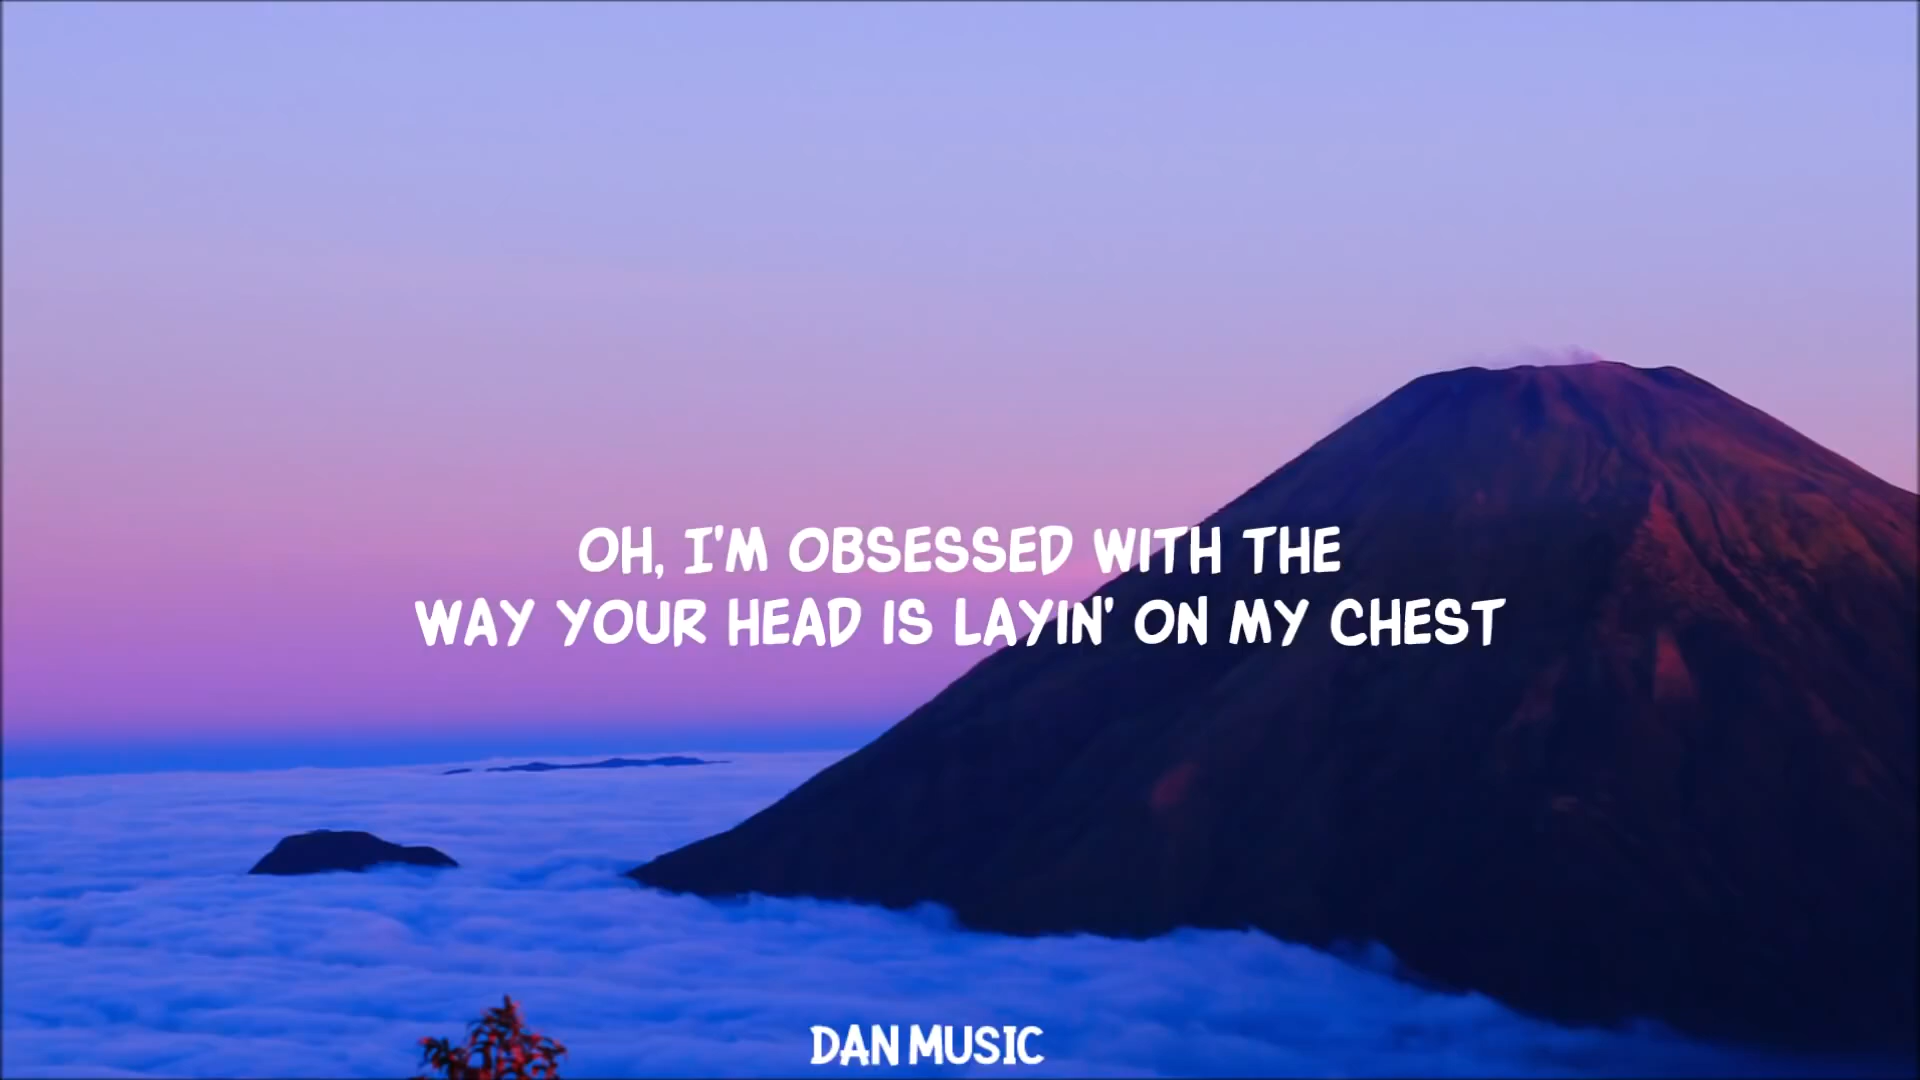 OH, I'M OBSESSED WITH THE
WAY YOUR HEAD IS LAYIN' ON MY CHEST
DAN MUSIC